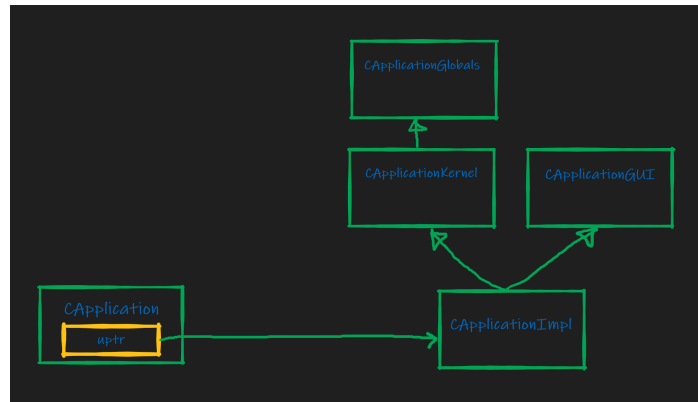 CApplicationGlobals
CApplicationKernel
CApplicationGUI
CApplication
uptr
CApplicationImpl